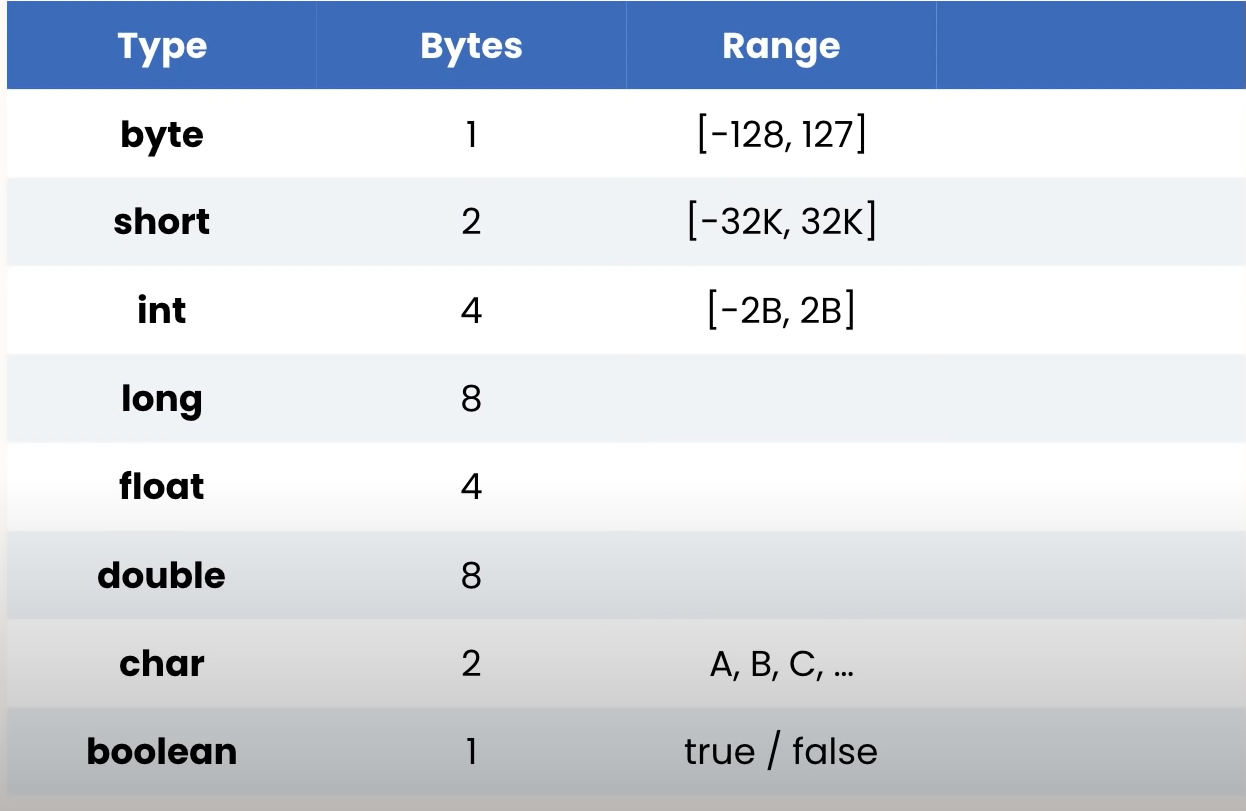 Type Bytes Range
byte 1 [-128, 127]
short 2 [-32K, 32K]
int 4 [-2B, 2B]
long 8
float 4
double 8
char 2 A, B, C, ...
boolean 1 true / false